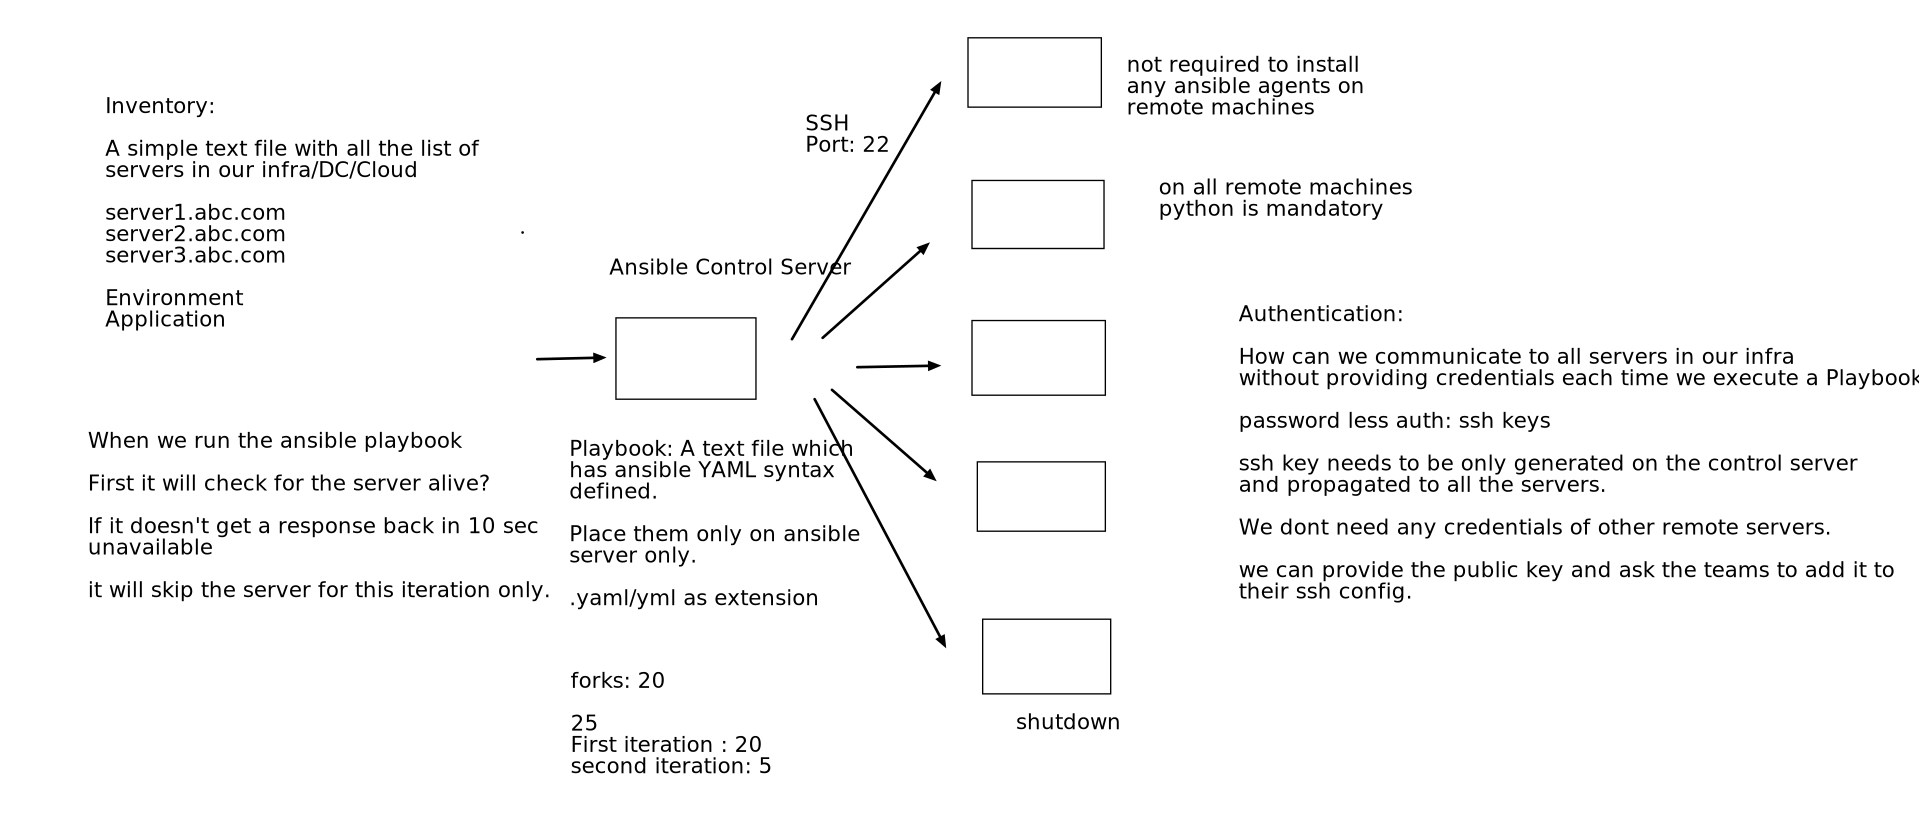 Inventory:
A simple text file with all the list of
servers in our infra/DC/Cloud
server1.abc.com
server2.abc.com
server3.abc.com
Environment
Application
When we run the ansible playbook
First it will check for the server alive?
If it doesn't get a response back in 10 sec
unavailable
it will skip the server for this iteration only.
Ansible Control Server
Playbook: A text file which
has ansible YAML syntax
defined.
Place them only on ansible
server only.
.yaml/yml as extension
forks: 20
25
First iteration : 20
second iteration: 5
SSH
Port: 22
not required to install
any ansible agents on
remote machines
on all remote machines
python is mandatory
shutdown
Authentication:
How can we communicate to all servers in our infra
without providing credentials each time we execute a Playbook
password less auth: ssh keys
ssh key needs to be only generated on the control server
and propagated to all the servers.
We dont need any credentials of other remote servers.
we can provide the public key and ask the teams to add it to
their ssh config.